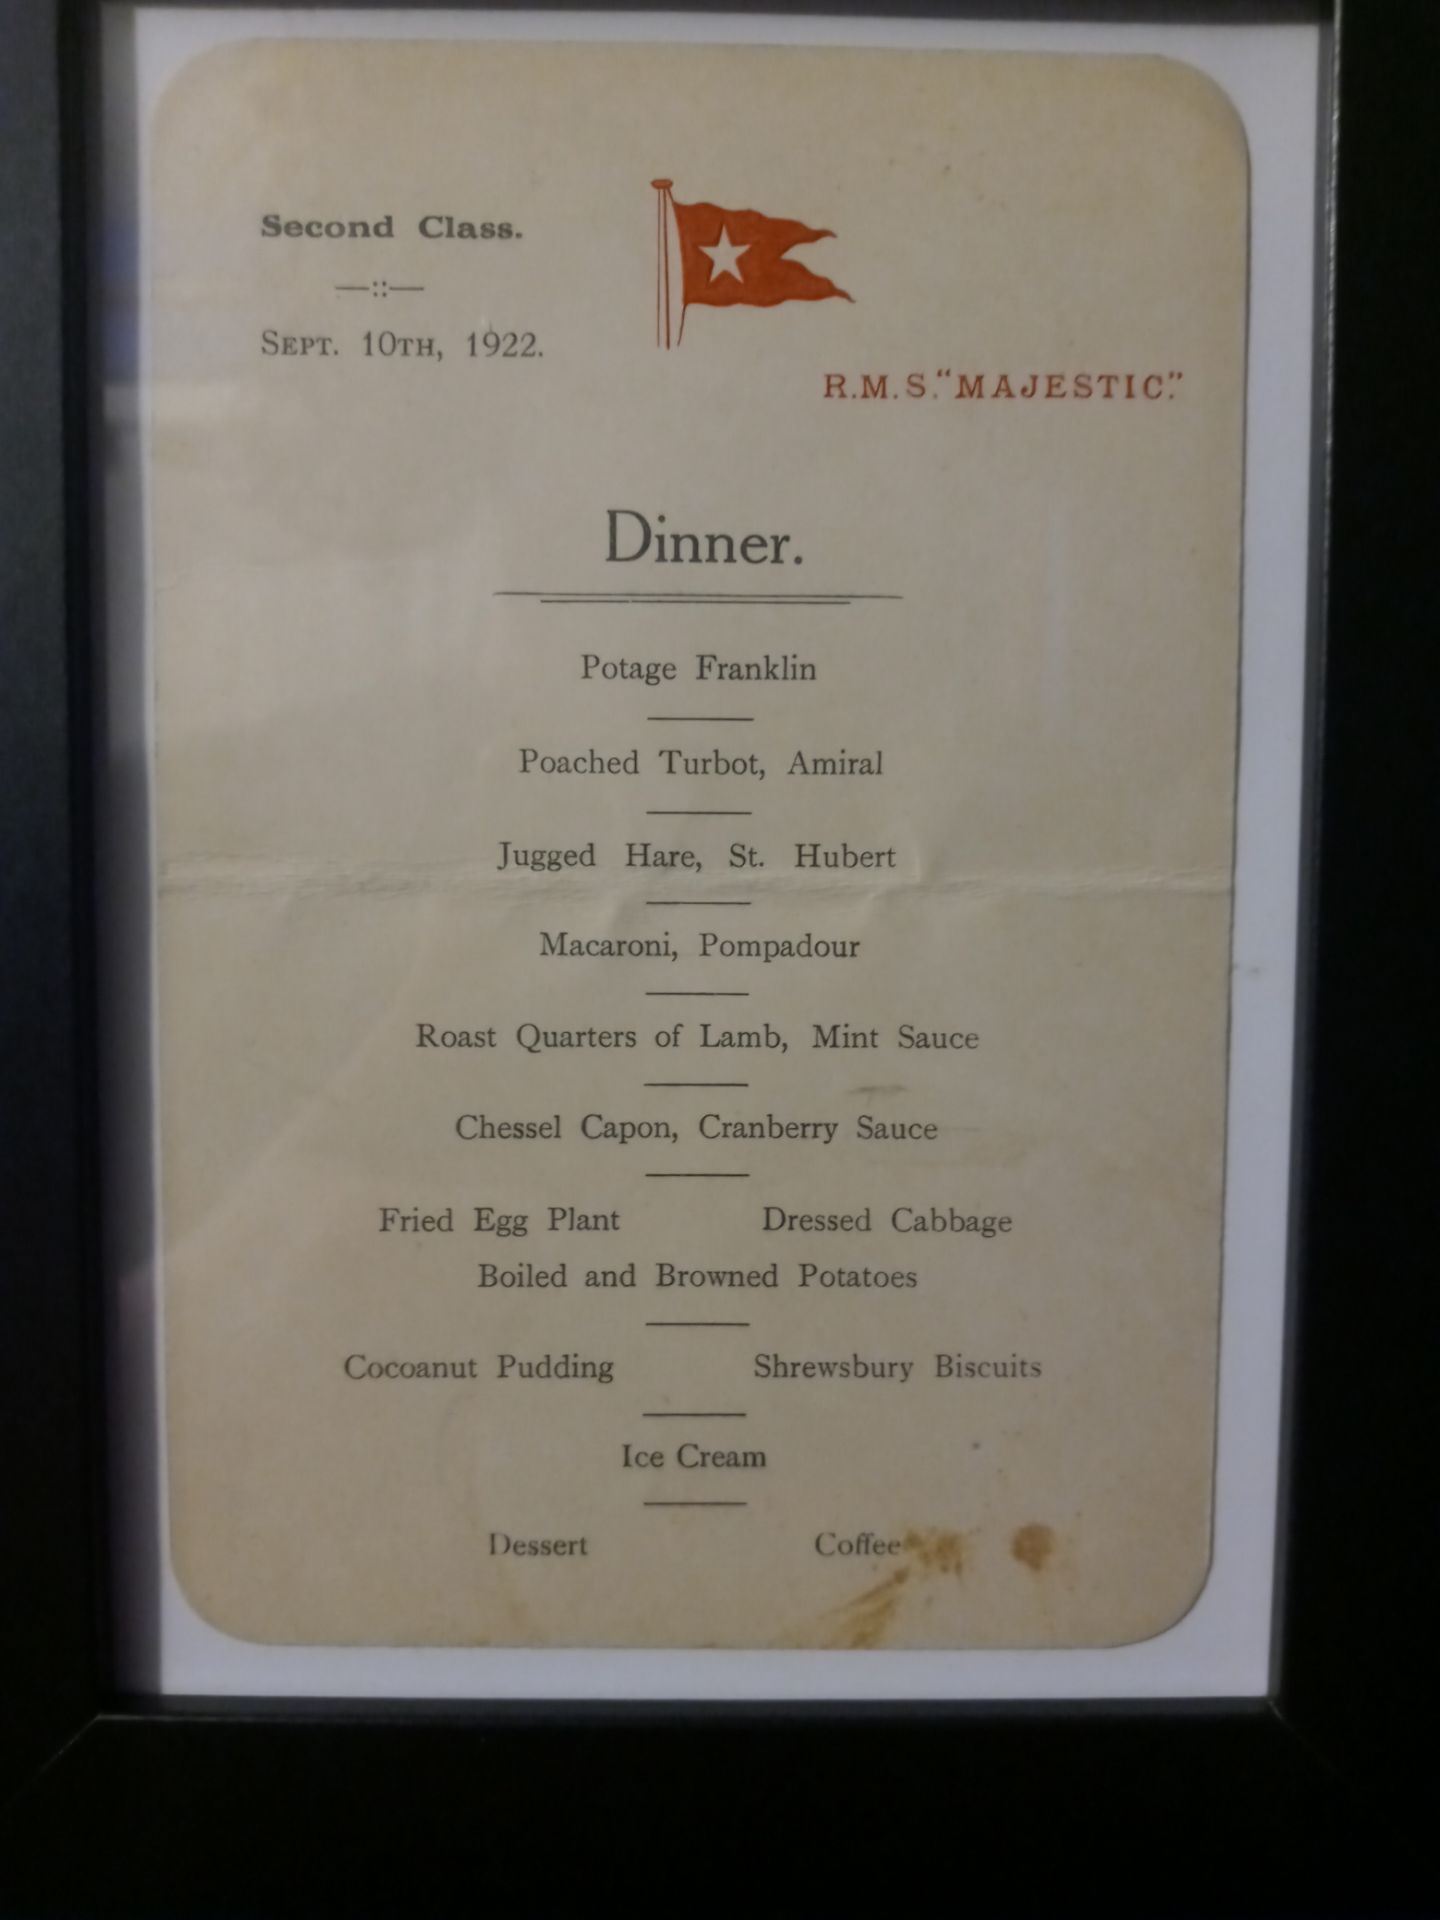 Second Class.
SEPT. 10TH, 1922.
R.M.S. "MAJESTIC."
Dinner.
Potage Franklin
Poached Turbot, Amiral
Jugged Hare, St. Hubert
Macaroni, Pompadour
Roast Quarters of Lamb, Mint Sauce
Chessel Capon, Cranberry Sauce
Fried Egg Plant Dressed Cabbage
Boiled and Browned Potatoes
Cocoanut Pudding Shrewsbury Biscuits
Ice Cream
Dessert Coffee